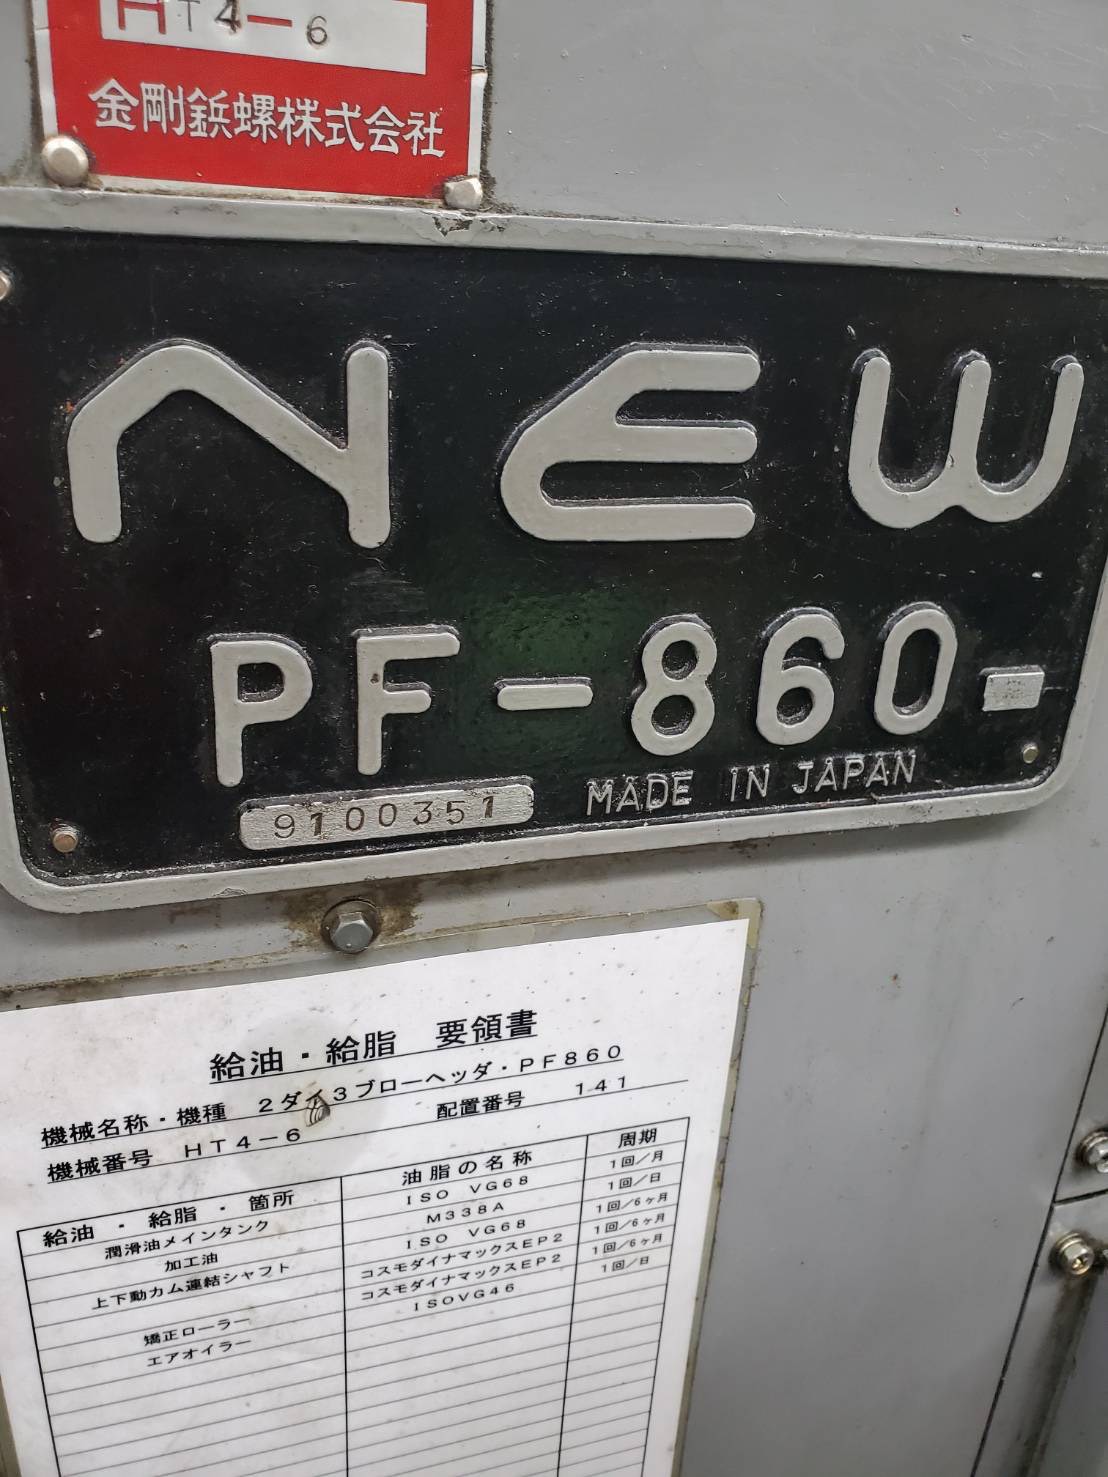 HT4-6
金剛鋲螺株式会社
NEW
PF-860-
9100351
MADE IN JAPAN
給油・給脂 要領書
機械名称・機種 2ダイ3ブローヘッダ・PF860
機械番号 HT4-6 配置番号 141
給油 ・ 給脂 ・ 箇所 油脂の名称 周期
潤滑油メインタンク ISO VG68 1回/月
加工油 M338A 1回/日
上下動カム連結シャフト ISO VG68 1回/6ヶ月
コスモダイナマックスEP2 1回/6ヶ月
矯正ローラー コスモダイナマックスEP2 1回/6ヶ月
エアオイラー ISOVG46 1回/日